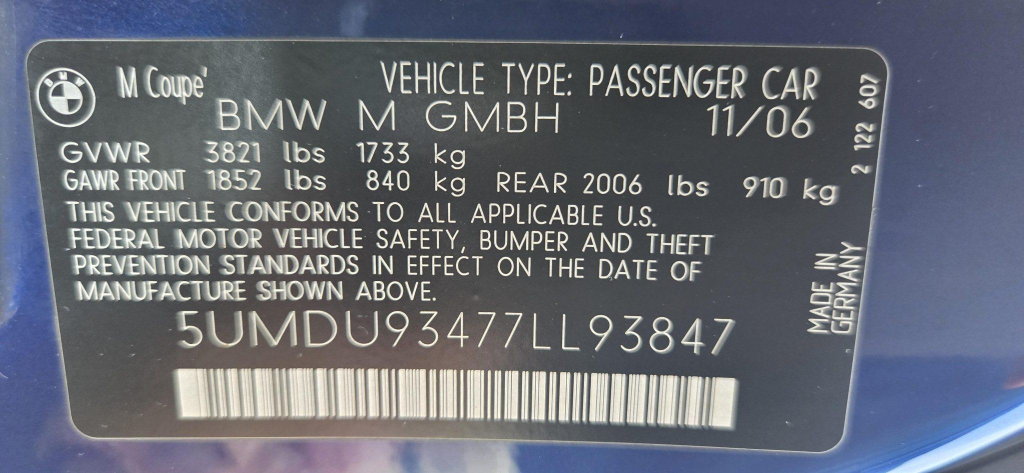 BMW
M Coupe'
VEHICLE TYPE: PASSENGER CAR
BMW M GMBH 11/06
GVWR 3821 lbs 1733 kg
GAWR FRONT 1852 lbs 840 kg REAR 2006 lbs 910 kg
THIS VEHICLE CONFORMS TO ALL APPLICABLE U.S.
FEDERAL MOTOR VEHICLE SAFETY, BUMPER AND THEFT
PREVENTION STANDARDS IN EFFECT ON THE DATE OF
MANUFACTURE SHOWN ABOVE.
5UMDU93477LL93847
2 122 607
MADE IN
GERMANY